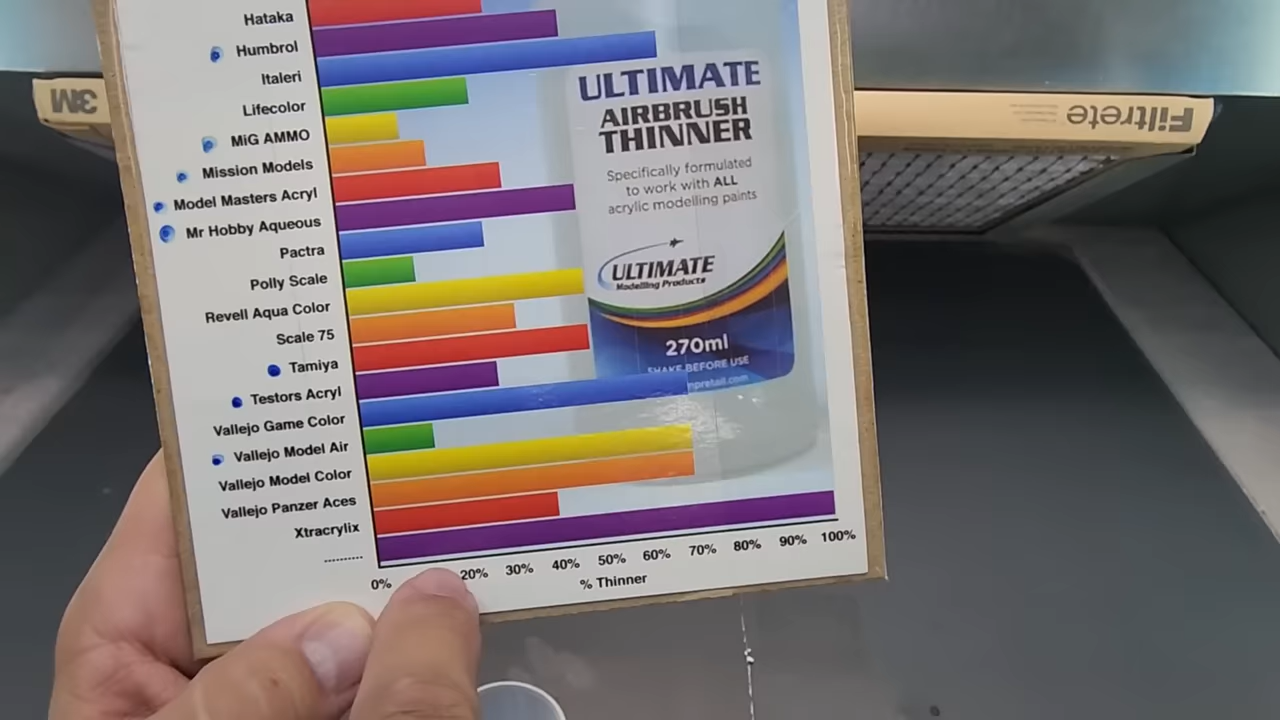 Hataka
Humbrol
Italeri
Lifecolor
MiG AMMO
Mission Models
Model Masters Acryl
Mr Hobby Aqueous
Pactra
Polly Scale
Revell Aqua Color
Scale 75
Tamiya
Testors Acryl
Vallejo Game Color
Vallejo Model Air
Vallejo Model Color
Vallejo Panzer Aces
Xtracrylix
..........
0% 20% 30% 40% 50% 60% 70% 80% 90% 100%
% Thinner
ULTIMATE
AIRBRUSH
THINNER
Specifically formulated
to work with ALL
acrylic modelling paints
ULTIMATE
Modelling Products
270ml
SHAKE BEFORE USE
3M
Filtrete